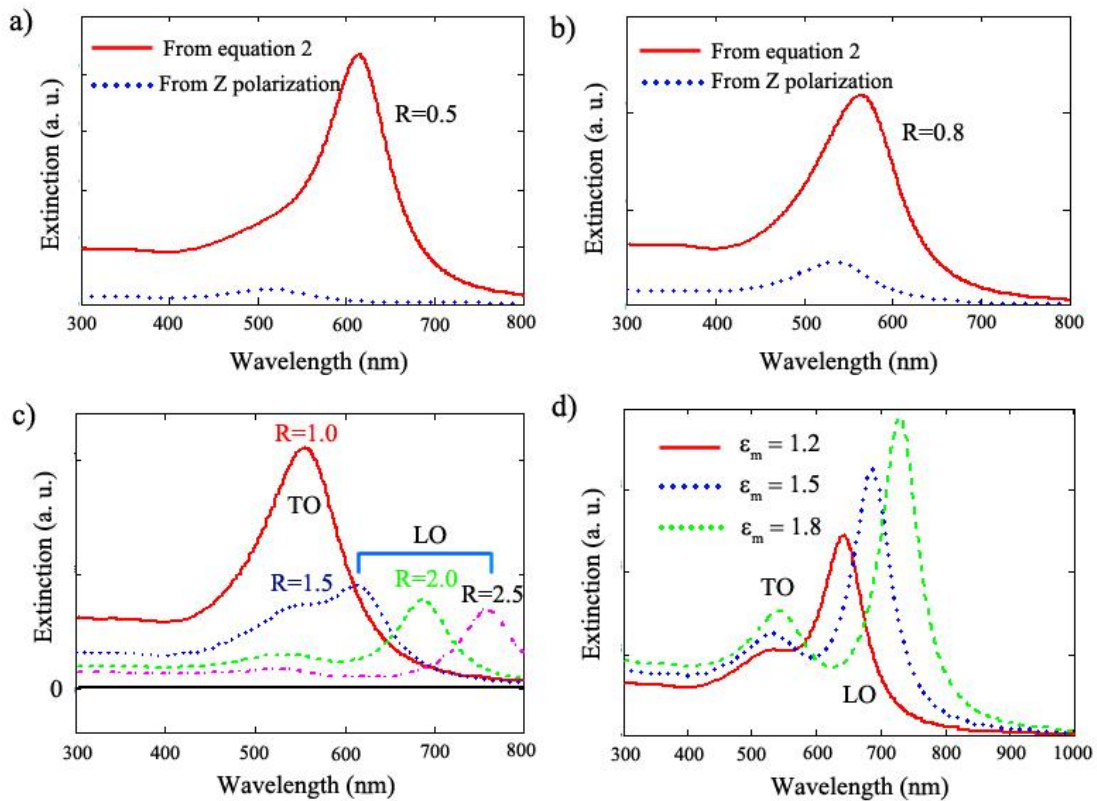 a)
From equation 2
From Z polarization
R=0.5
Extinction (a. u.)
300 400 500 600 700 800
Wavelength (nm)
b)
From equation 2
From Z polarization
R=0.8
Extinction (a. u.)
300 400 500 600 700 800
Wavelength (nm)
c)
R=1.0
TO
LO
R=1.5
R=2.0
R=2.5
Extinction (a. u.)
0
300 400 500 600 700 800
Wavelength (nm)
d)
εm = 1.2
εm = 1.5
εm = 1.8
TO
LO
Extinction (a. u.)
300 400 500 600 700 800 900 1000
Wavelength (nm)